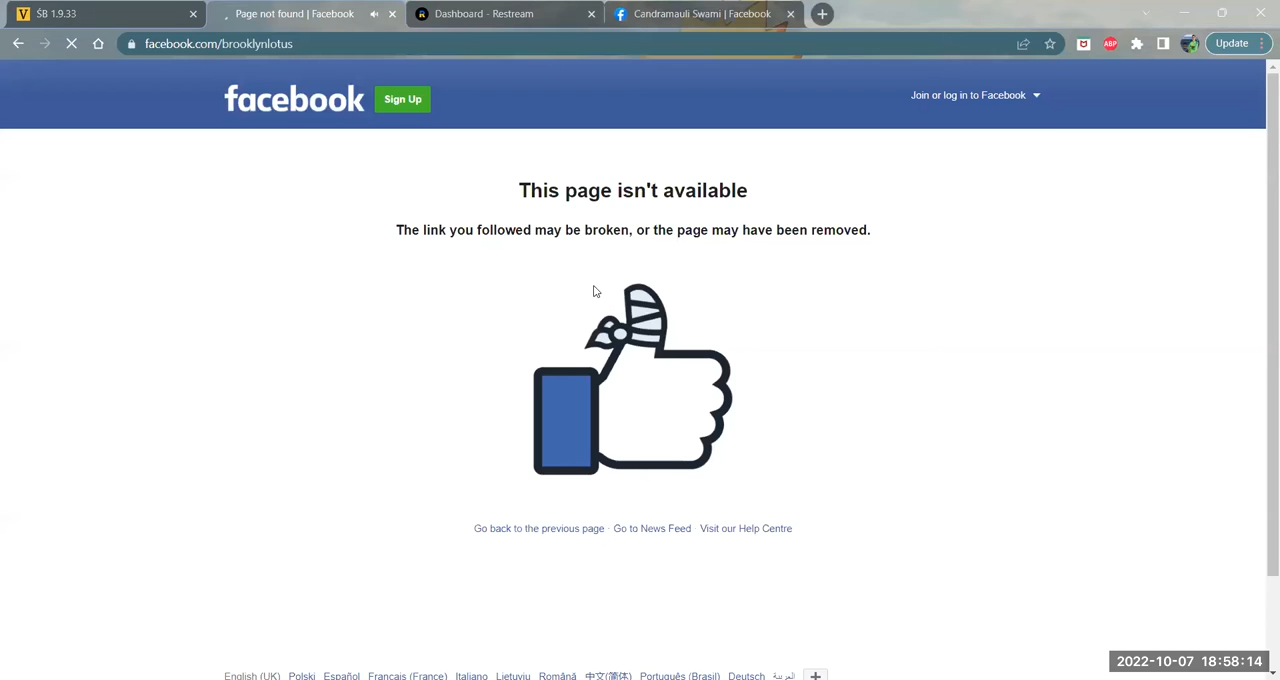 ŚB 1.9.33
Page not found | Facebook
Dashboard - Restream
Candramauli Swami | Facebook
facebook.com/brooklynlotus
ABP
Update
facebook
Sign Up
Join or log in to Facebook
This page isn't available
The link you followed may be broken, or the page may have been removed.
Go back to the previous page · Go to News Feed · Visit our Help Centre
English (UK) Polski Español Français (France) Italiano Lietuvių Română 中文(简体) Português (Brasil) Deutsch العربية
2022-10-07 18:58:14